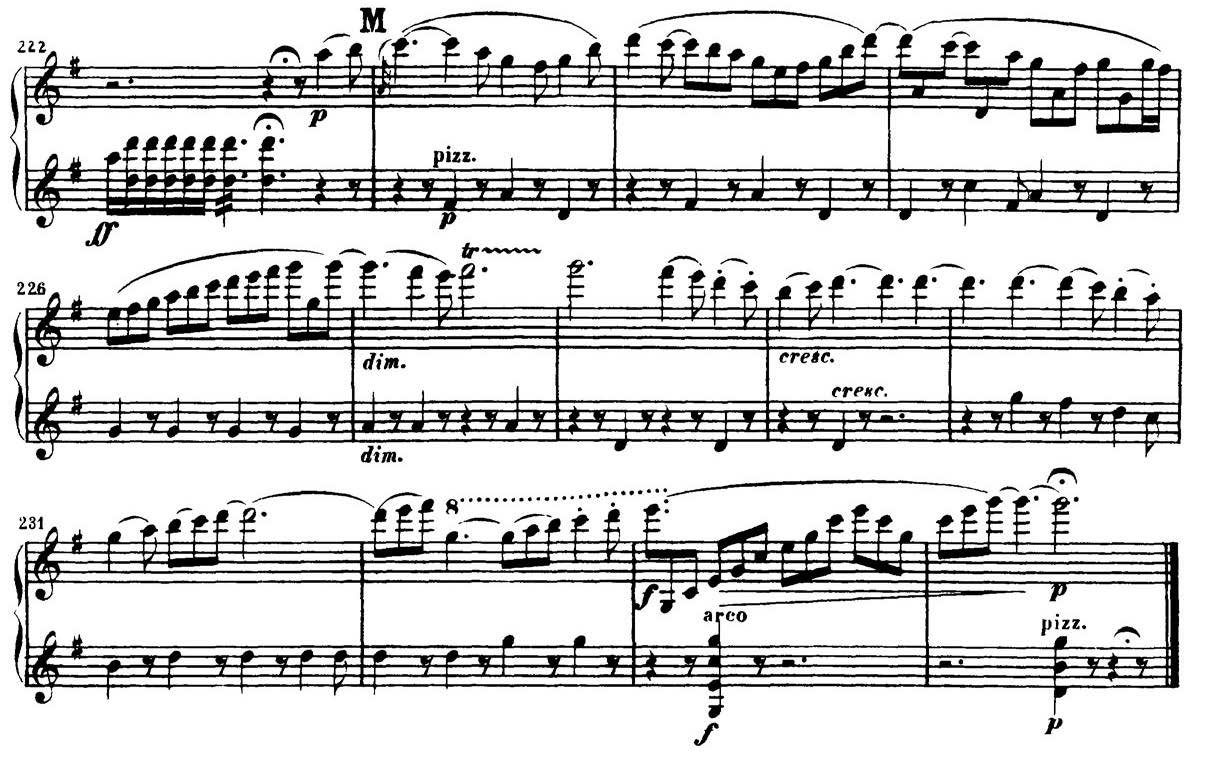 M
222
p
pizz.
ff
p
226
tr
dim.
cresc.
cresc.
dim.
231
8
f
p
arco
pizz.
f
p